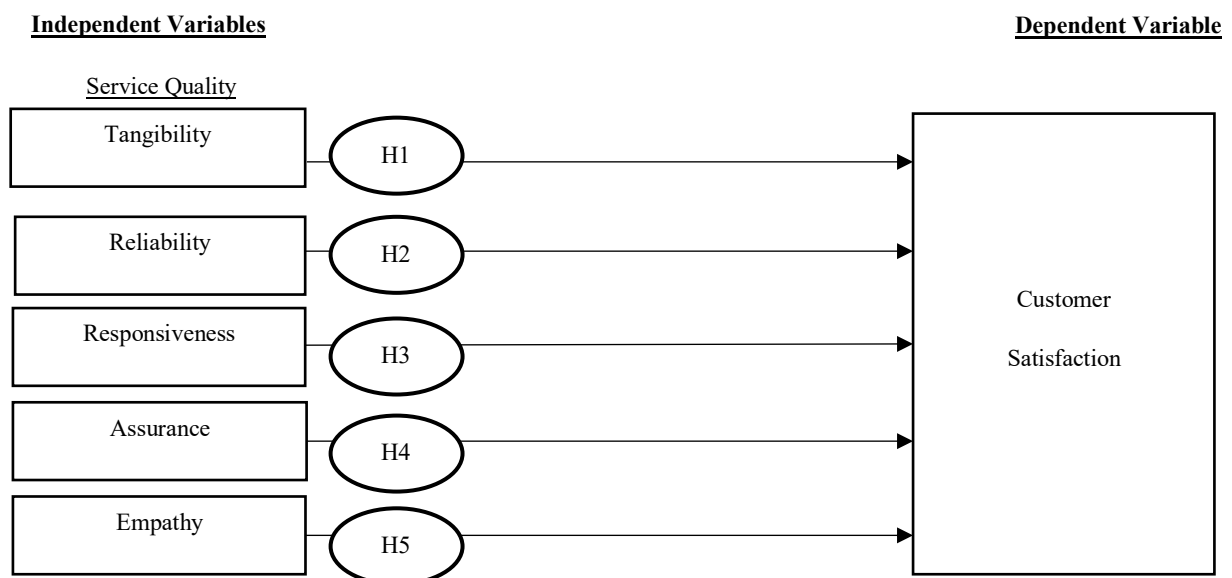 Independent Variables
Dependent Variable
Service Quality
Tangibility
H1
Reliability
H2
Responsiveness
H3
Assurance
H4
Empathy
H5
Customer
Satisfaction